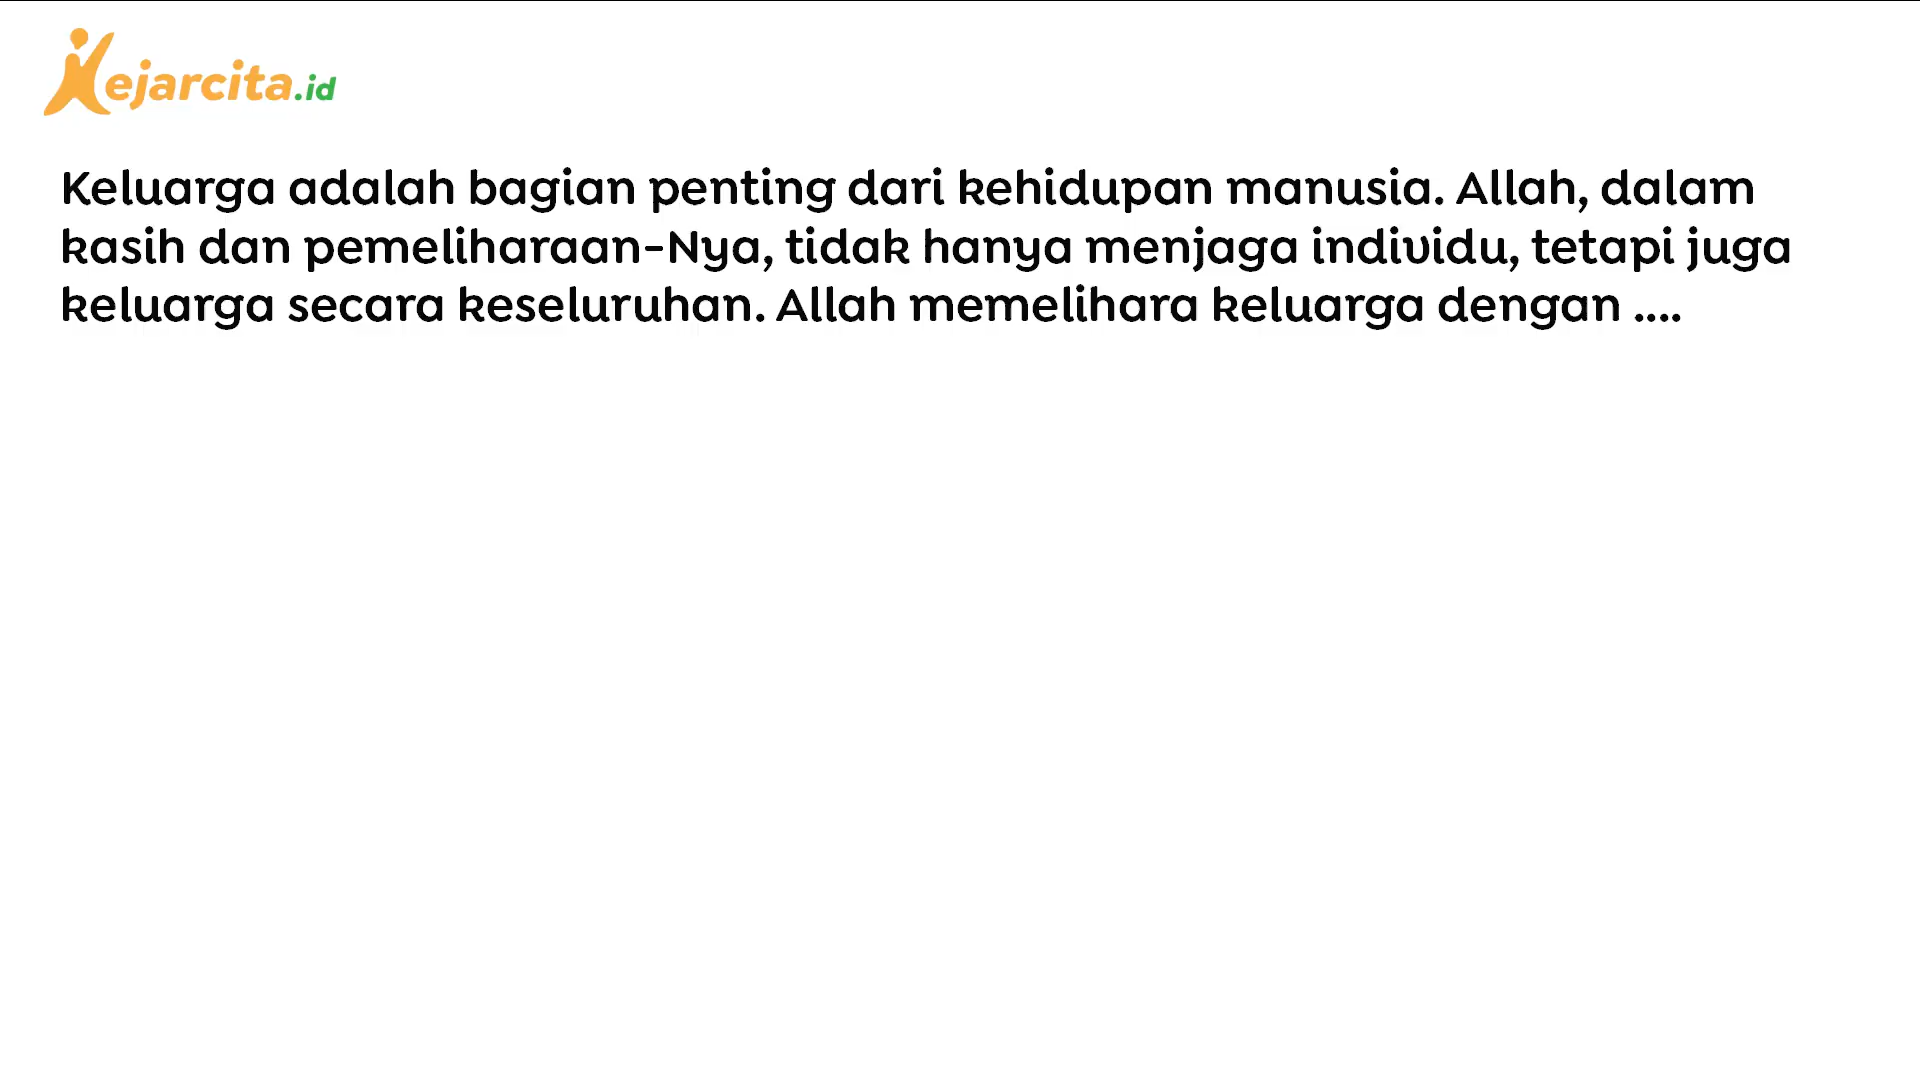 Kejarcita.id
Keluarga adalah bagian penting dari kehidupan manusia. Allah, dalam
kasih dan pemeliharaan-Nya, tidak hanya menjaga individu, tetapi juga
keluarga secara keseluruhan. Allah memelihara keluarga dengan ....